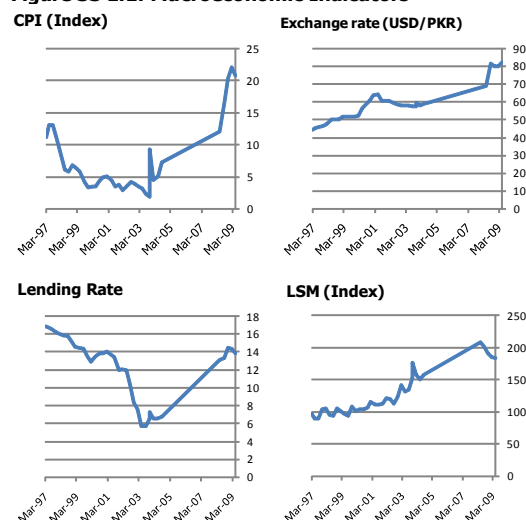 CPI (Index)
25
20
15
10
5
0
Mar-97
Mar-99
Mar-01
Mar-03
Mar-05
Mar-07
Mar-09
Exchange rate (USD/PKR)
90
80
70
60
50
40
30
20
10
0
Mar-97
Mar-99
Mar-01
Mar-03
Mar-05
Mar-07
Mar-09
Lending Rate
18
16
14
12
10
8
6
4
2
0
Mar-97
Mar-99
Mar-01
Mar-03
Mar-05
Mar-07
Mar-09
LSM (Index)
250
200
150
100
50
0
Mar-97
Mar-99
Mar-01
Mar-03
Mar-05
Mar-07
Mar-09